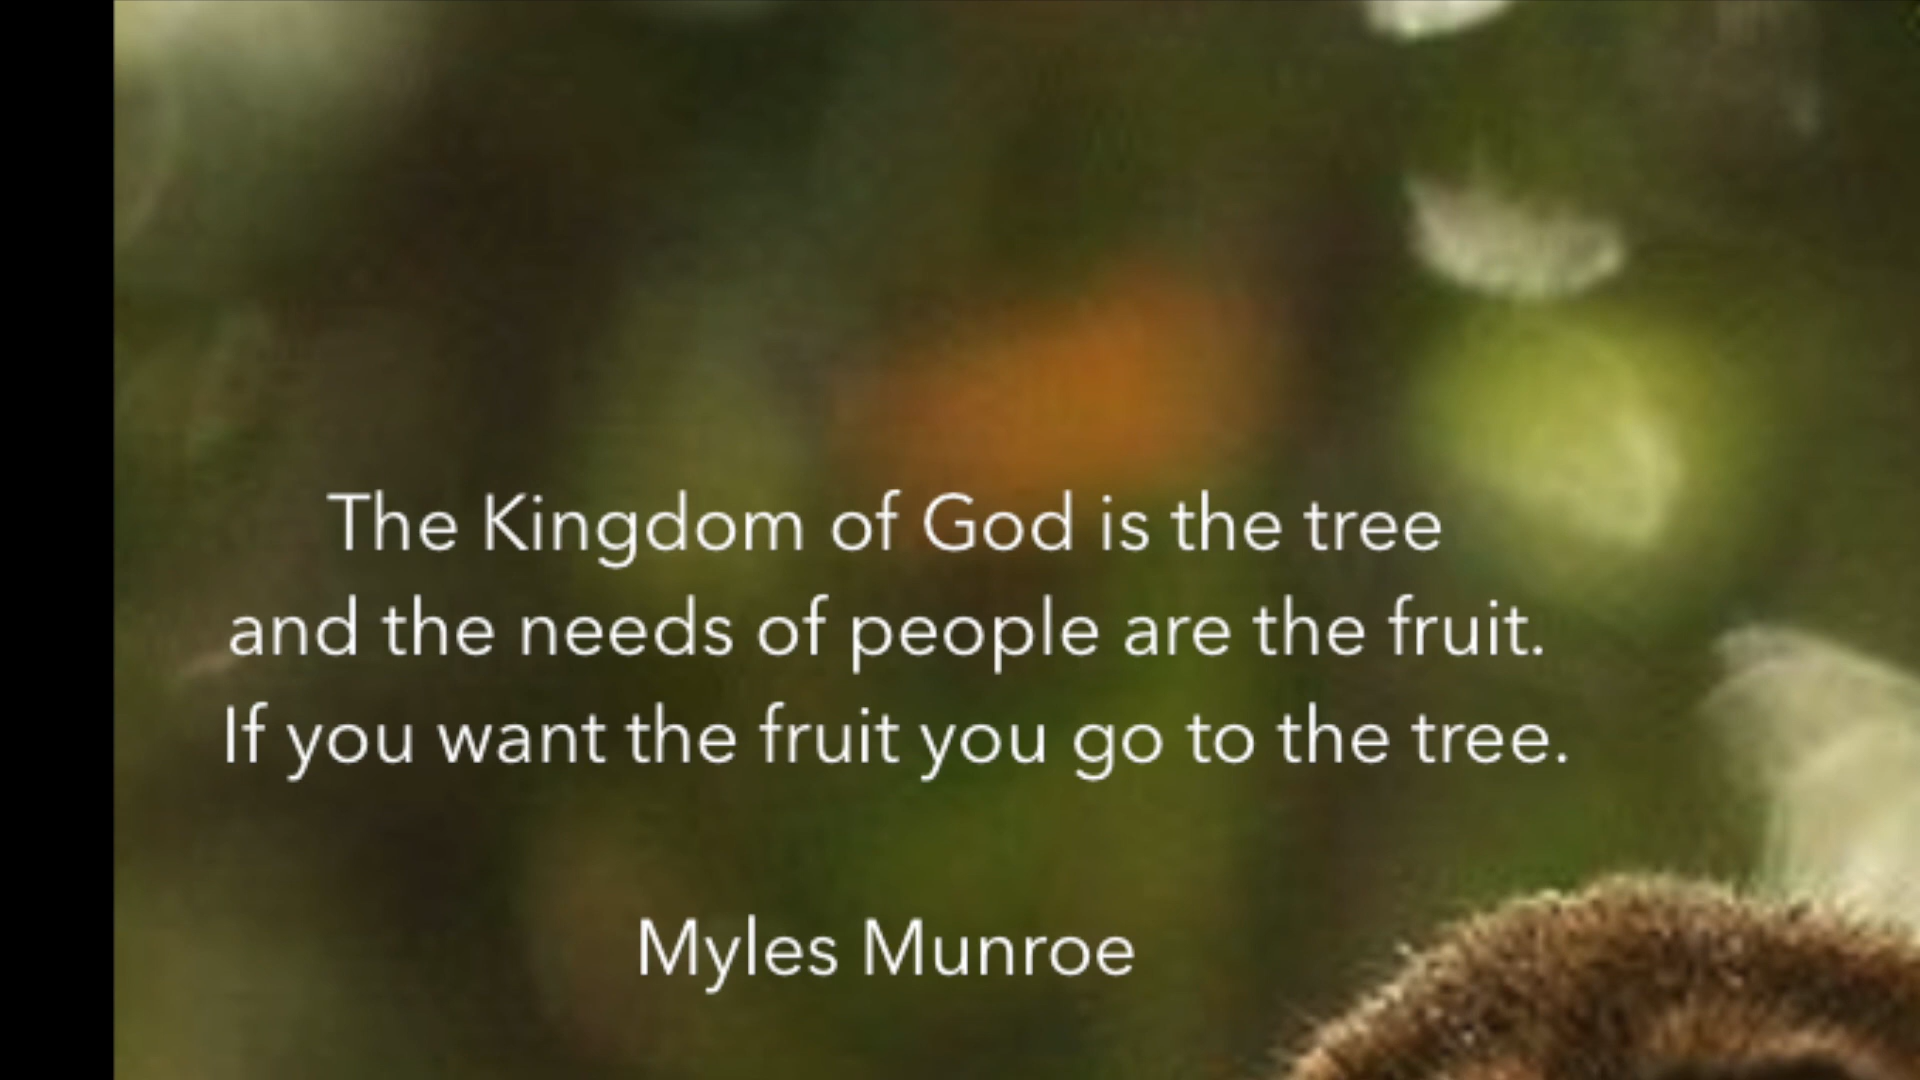 The Kingdom of God is the tree
and the needs of people are the fruit.
If you want the fruit you go to the tree.
Myles Munroe